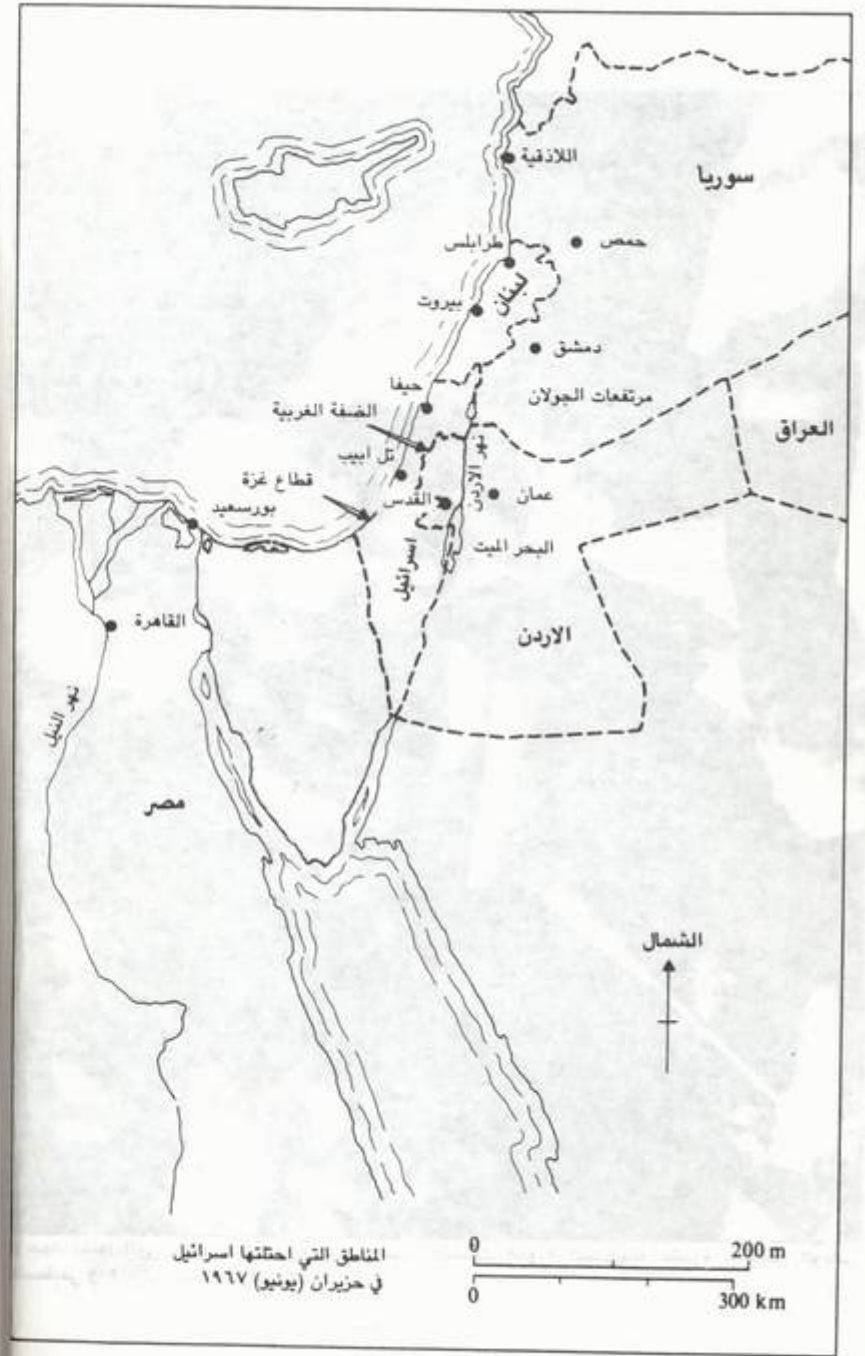 اللاذقية
سوريا
حمص
طرابلس
لبنان
بيروت
دمشق
حيفا
مرتفعات الجولان
الضفة الغربية
العراق
تل أبيب
نهر الاردن
قطاع غزة
عمان
القدس
بورسعيد
البحر الميت
اسرائيل
القاهرة
الاردن
نهر النيل
مصر
الشمال
المناطق التي احتلتها اسرائيل
في حزيران (يونيو) ١٩٦٧
0 200 m
0 300 km